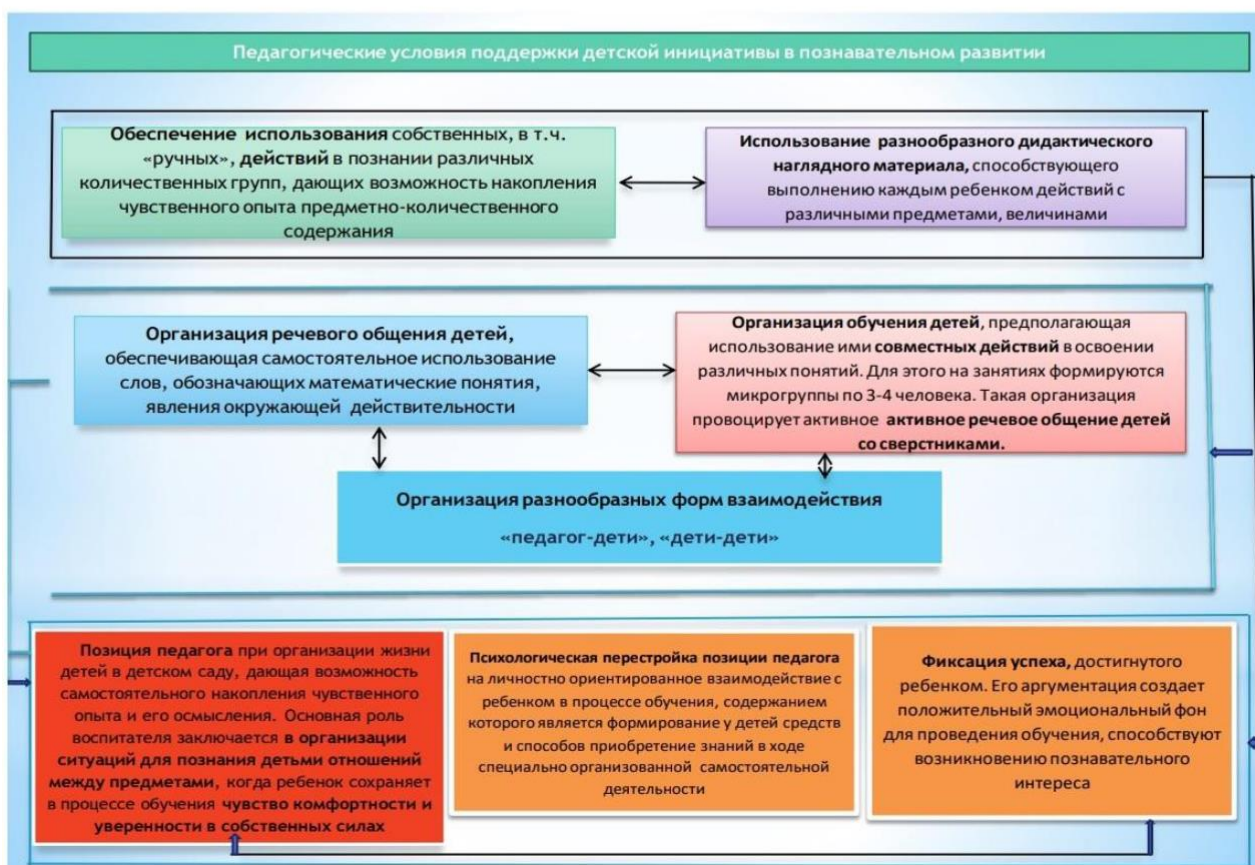 Педагогические условия поддержки детской инициативы в познавательном развитии
Обеспечение использования собственных, в т.ч.
«ручных», действий в познании различных
количественных групп, дающих возможность накопления
чувственного опыта предметно-количественного
содержания
Использование разнообразного дидактического
наглядного материала, способствующего
выполнению каждым ребенком действий с
различными предметами, величинами
Организация речевого общения детей,
обеспечивающая самостоятельное использование
слов, обозначающих математические понятия,
явления окружающей действительности
Организация обучения детей, предполагающая
использование ими совместных действий в освоении
различных понятий. Для этого на занятиях формируются
микрогруппы по 3-4 человека. Такая организация
провоцирует активное активное речевое общение детей
со сверстниками.
Организация разнообразных форм взаимодействия
«педагог-дети», «дети-дети»
Позиция педагога при организации жизни
детей в детском саду, дающая возможность
самостоятельного накопления чувственного
опыта и его осмысления. Основная роль
воспитателя заключается в организации
ситуаций для познания детьми отношений
между предметами, когда ребенок сохраняет
в процессе обучения чувство комфортности и
уверенности в собственных силах
Психологическая перестройка позиции педагога
на личностно ориентированное взаимодействие с
ребенком в процессе обучения, содержанием
которого является формирование у детей средств
и способов приобретение знаний в ходе
специально организованной самостоятельной
деятельности
Фиксация успеха, достигнутого
ребенком. Его аргументация создает
положительный эмоциональный фон
для проведения обучения, способствуют
возникновению познавательного
интереса